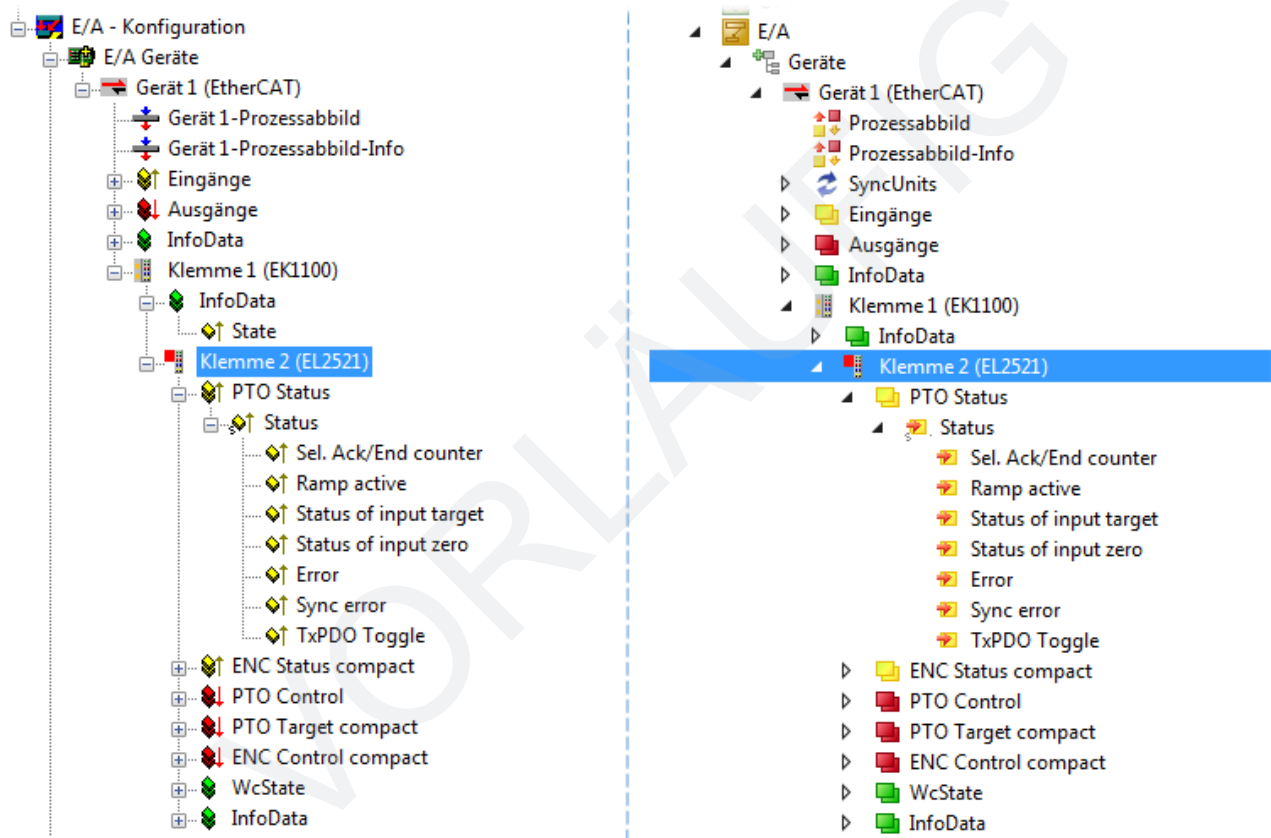 E/A - Konfiguration
E/A Geräte
Gerät 1 (EtherCAT)
Gerät 1-Prozessabbild
Gerät 1-Prozessabbild-Info
Eingänge
Ausgänge
InfoData
Klemme 1 (EK1100)
InfoData
State
Klemme 2 (EL2521)
PTO Status
Status
Sel. Ack/End counter
Ramp active
Status of input target
Status of input zero
Error
Sync error
TxPDO Toggle
ENC Status compact
PTO Control
PTO Target compact
ENC Control compact
WcState
InfoData
E/A
Geräte
Gerät 1 (EtherCAT)
Prozessabbild
Prozessabbild-Info
SyncUnits
Eingänge
Ausgänge
InfoData
Klemme 1 (EK1100)
InfoData
Klemme 2 (EL2521)
PTO Status
Status
Sel. Ack/End counter
Ramp active
Status of input target
Status of input zero
Error
Sync error
TxPDO Toggle
ENC Status compact
PTO Control
PTO Target compact
ENC Control compact
WcState
InfoData
VORLÄUFIG